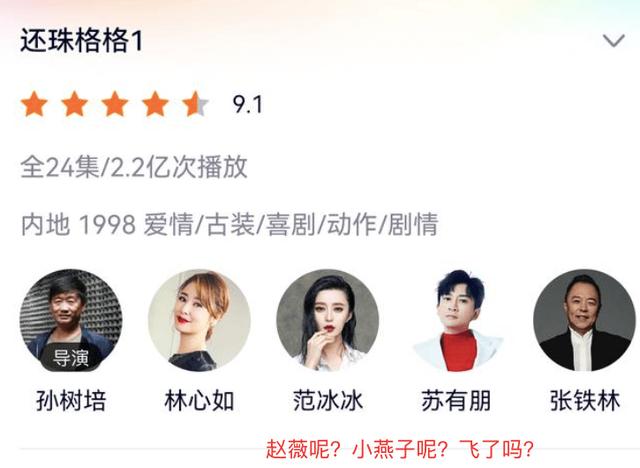 还珠格格1
9.1
全24集/2.2亿次播放
内地 1998 爱情/古装/喜剧/动作/剧情
导演
孙树培 林心如 范冰冰 苏有朋 张铁林
赵薇呢？小燕子呢？飞了吗？